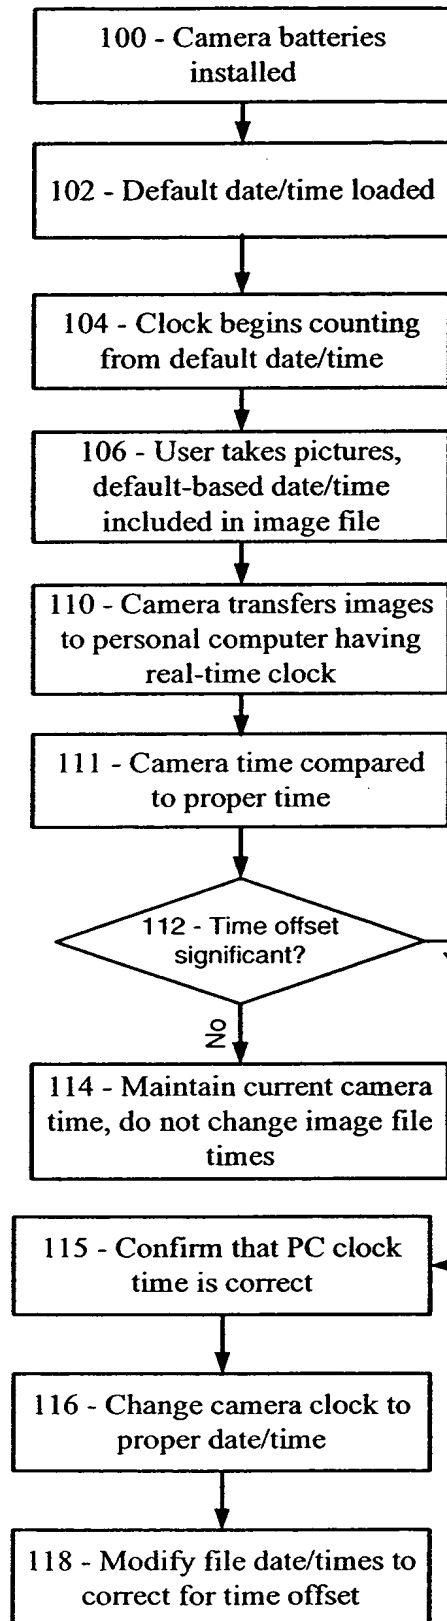 100 - Camera batteries
installed
102 - Default date/time loaded
104 - Clock begins counting
from default date/time
106 - User takes pictures,
default-based date/time
included in image file
110 - Camera transfers images
to personal computer having
real-time clock
111 - Camera time compared
to proper time
112 - Time offset
significant?
No
114 - Maintain current camera
time, do not change image file
times
115 - Confirm that PC clock
time is correct
116 - Change camera clock to
proper date/time
118 - Modify file date/times to
correct for time offset